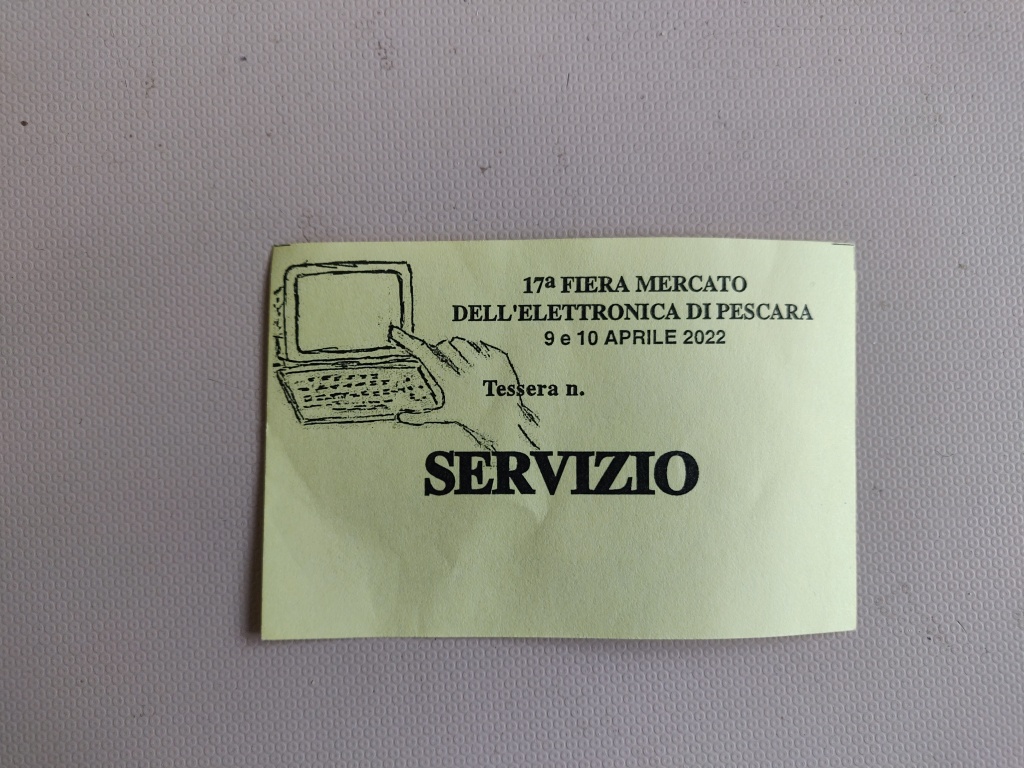 17ª FIERA MERCATO
DELL'ELETTRONICA DI PESCARA
9 e 10 APRILE 2022
Tessera n.
SERVIZIO